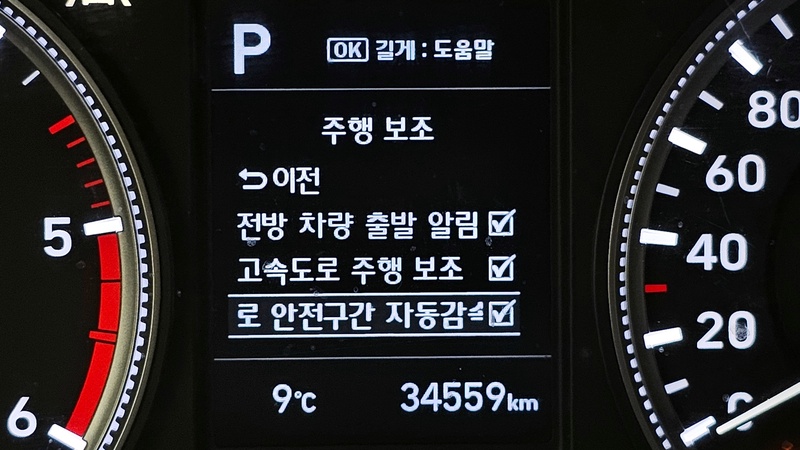 P
OK 길게 : 도움말
주행 보조
이전
전방 차량 출발 알림
고속도로 주행 보조
로 안전구간 자동감
9℃ 34559km
5
6
80
60
40
20
0